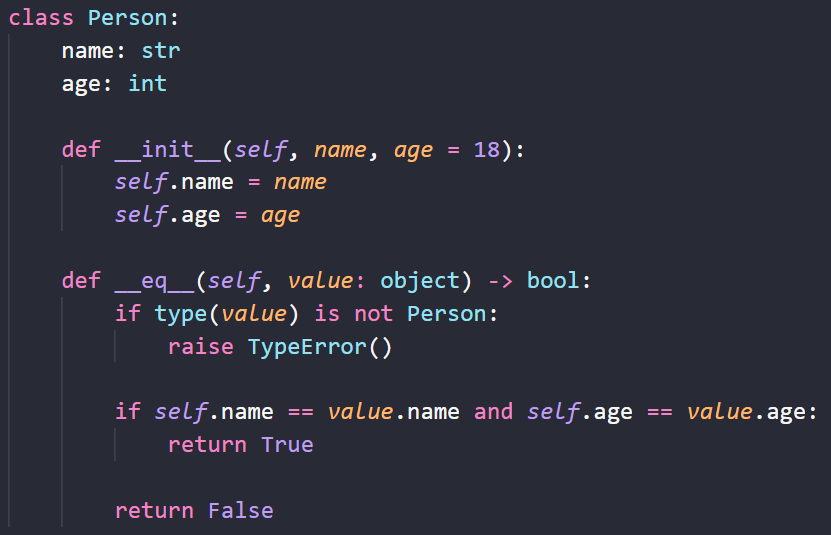 class Person:
    name: str
    age: int

    def __init__(self, name, age = 18):
        self.name = name
        self.age = age

    def __eq__(self, value: object) -> bool:
        if type(value) is not Person:
            raise TypeError()

        if self.name == value.name and self.age == value.age:
            return True

        return False